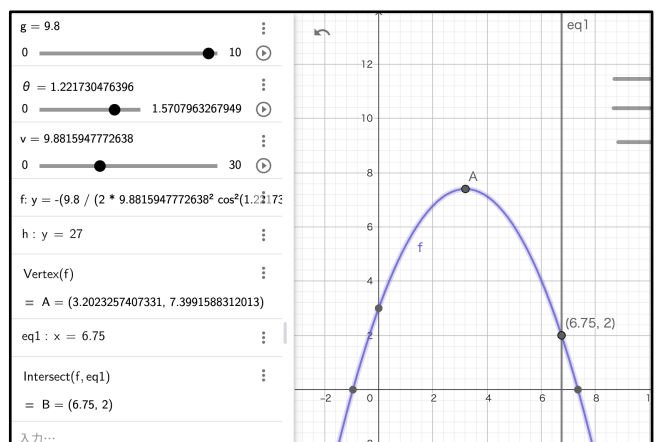 g = 9.8
0 10
θ = 1.221730476396
0 1.5707963267949
v = 9.8815947772638
0 30
f: y = -(9.8 / (2 * 9.8815947772638² cos²(1.22173
h : y = 27
Vertex(f)
= A = (3.2023257407331, 7.3991588312013)
eq1 : x = 6.75
Intersect(f, eq1)
= B = (6.75, 2)
入力…
eq1
12
10
8
A
6
f
4
(6.75, 2)
2
-2 0 2 4 6 8